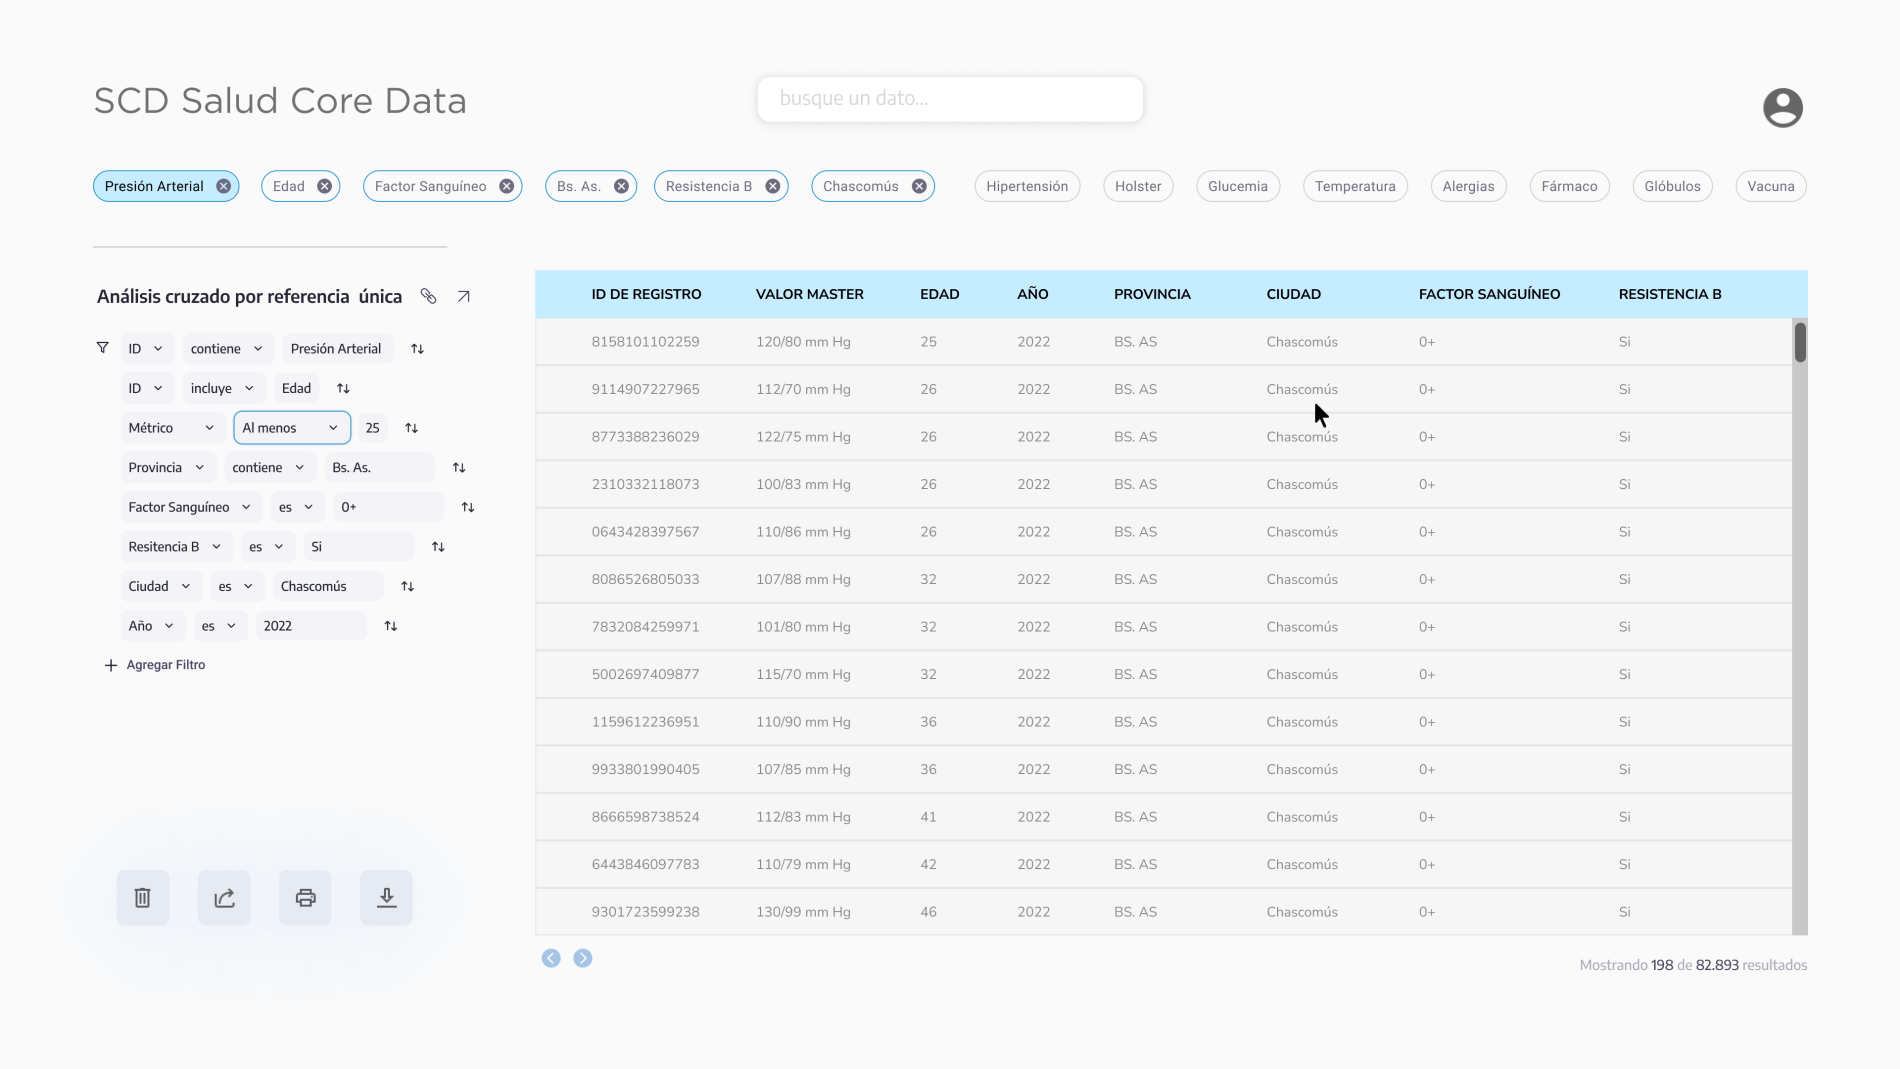 SCD Salud Core Data
busque un dato...
Presión Arterial Edad Factor Sanguíneo Bs. As. Resistencia B Chascomús Hipertensión Holster Glucemia Temperatura Alergias Fármaco Glóbulos Vacuna
Análisis cruzado por referencia única
ID contiene Presión Arterial
ID incluye Edad
Métrico Al menos 25
Provincia contiene Bs. As.
Factor Sanguíneo es 0+
Resitencia B es Si
Ciudad es Chascomús
Año es 2022
Agregar Filtro
ID DE REGISTRO VALOR MASTER EDAD AÑO PROVINCIA CIUDAD FACTOR SANGUÍNEO RESISTENCIA B
8158101102259 120/80 mm Hg 25 2022 BS. AS Chascomús 0+ Si
9114907227965 112/70 mm Hg 26 2022 BS. AS Chascomús 0+ Si
8773388236029 122/75 mm Hg 26 2022 BS. AS Chascomús 0+ Si
2310332118073 100/83 mm Hg 26 2022 BS. AS Chascomús 0+ Si
0643428397567 110/86 mm Hg 26 2022 BS. AS Chascomús 0+ Si
8086526805033 107/88 mm Hg 32 2022 BS. AS Chascomús 0+ Si
7832084259971 101/80 mm Hg 32 2022 BS. AS Chascomús 0+ Si
5002697409877 115/70 mm Hg 32 2022 BS. AS Chascomús 0+ Si
1159612236951 110/90 mm Hg 36 2022 BS. AS Chascomús 0+ Si
9933801990405 107/85 mm Hg 36 2022 BS. AS Chascomús 0+ Si
8666598738524 112/83 mm Hg 41 2022 BS. AS Chascomús 0+ Si
6443846097783 110/79 mm Hg 42 2022 BS. AS Chascomús 0+ Si
9301723599238 130/99 mm Hg 46 2022 BS. AS Chascomús 0+ Si
Mostrando 198 de 82.893 resultados